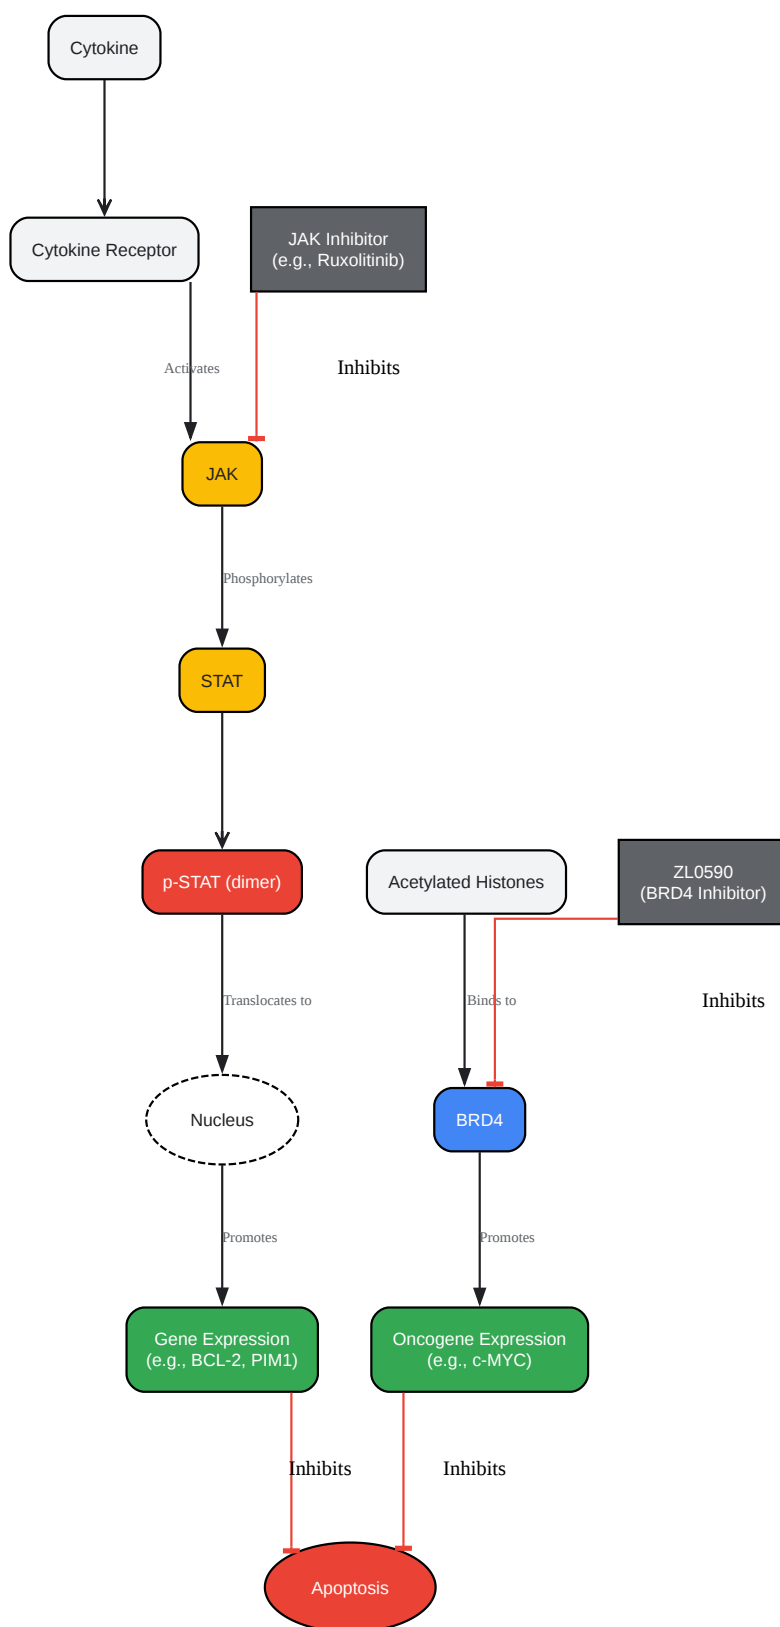 Cytokine
Cytokine Receptor
JAK Inhibitor
(e.g., Ruxolitinib)
Activates
Inhibits
JAK
Phosphorylates
STAT
p-STAT (dimer)
Acetylated Histones
ZL0590
(BRD4 Inhibitor)
Translocates to
Binds to
Inhibits
Nucleus
BRD4
Promotes
Promotes
Gene Expression
(e.g., BCL-2, PIM1)
Oncogene Expression
(e.g., c-MYC)
Inhibits
Inhibits
Apoptosis